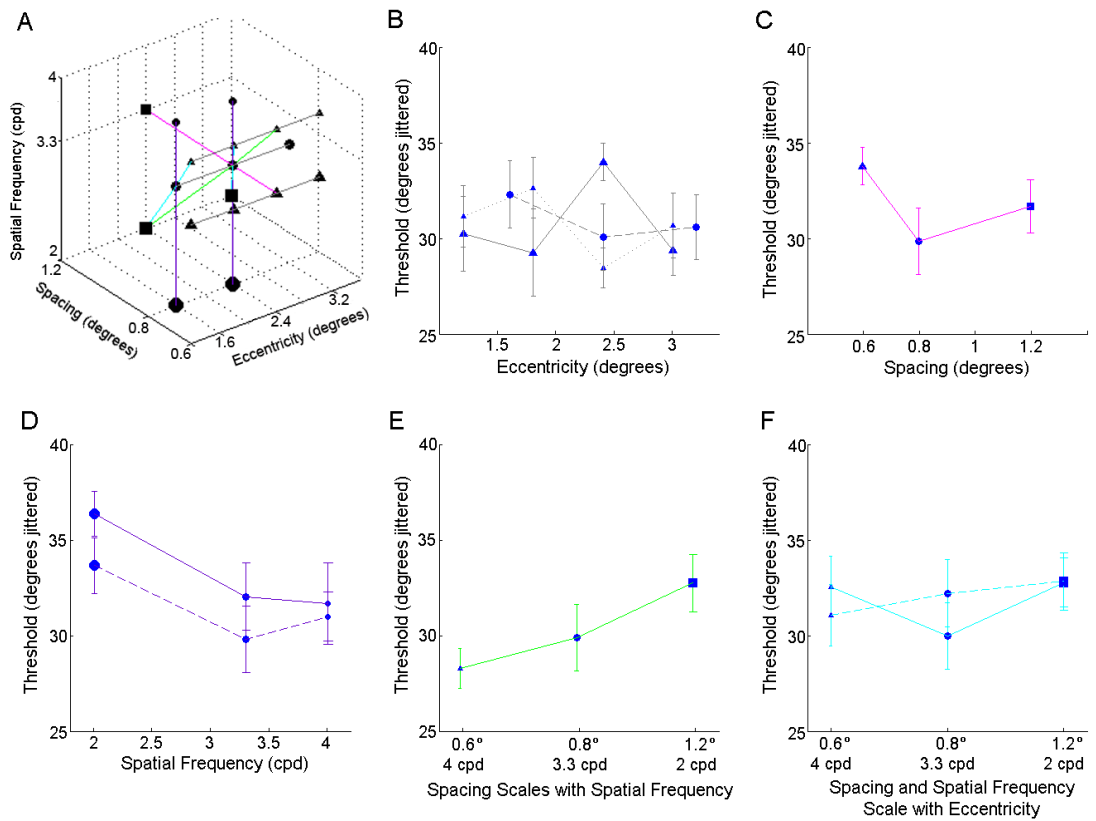 A
Spatial Frequency (cpd)
4
3.3
2
1.2
0.8
0.6
Spacing (degrees)
1.6
2.4
3.2
Eccentricity (degrees)
B
Threshold (degrees jittered)
40
35
30
25
1.5
2
2.5
3
Eccentricity (degrees)
C
Threshold (degrees jittered)
40
35
30
25
0.6
0.8
1
1.2
Spacing (degrees)
D
Threshold (degrees jittered)
40
35
30
25
2
2.5
3
3.5
4
Spatial Frequency (cpd)
E
Threshold (degrees jittered)
40
35
30
25
0.6° 0.8° 1.2°
4 cpd 3.3 cpd 2 cpd
Spacing Scales with Spatial Frequency
F
Threshold (degrees jittered)
40
35
30
25
0.6° 0.8° 1.2°
4 cpd 3.3 cpd 2 cpd
Spacing and Spatial Frequency
Scale with Eccentricity